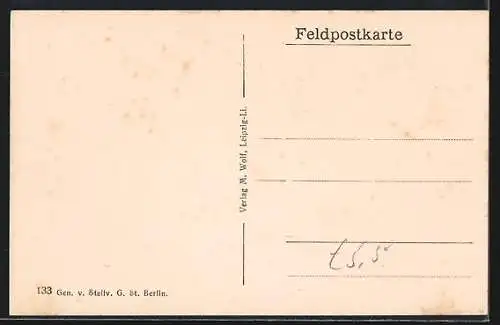 Feldpostkarte
Verlag M. Wolf, Leipzig-Li.
133 Gen. v. Stellv. G. St. Berlin.